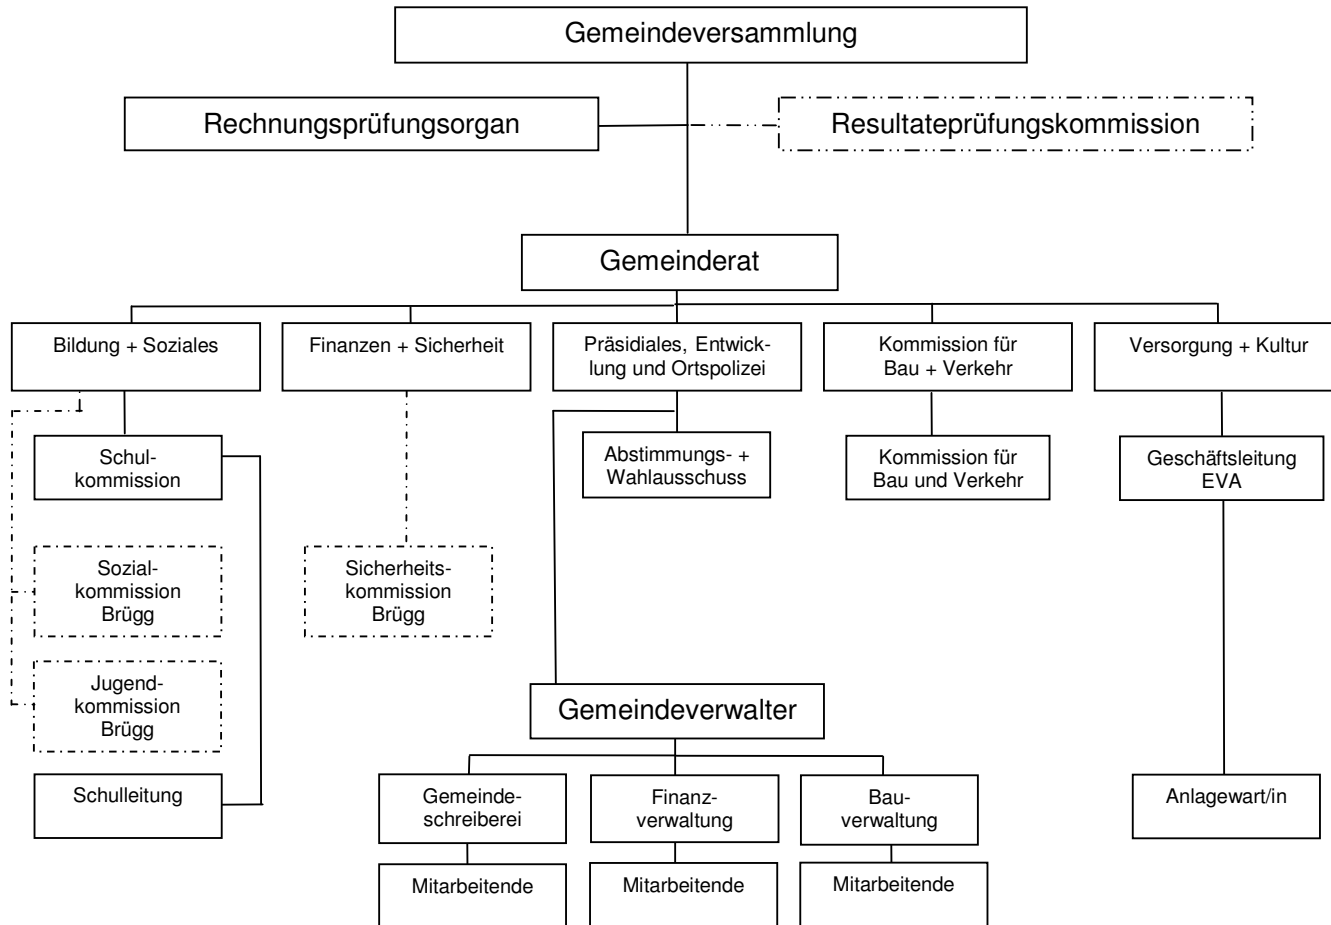 Gemeindeversammlung
Rechnungsprüfungsorgan
Resultateprüfungskommission
Gemeinderat
Bildung + Soziales
Finanzen + Sicherheit
Präsidiales, Entwick-
lung und Ortspolizei
Kommission für
Bau + Verkehr
Versorgung + Kultur
Schul-
kommission
Abstimmungs- +
Wahlausschuss
Kommission für
Bau und Verkehr
Geschäftsleitung
EVA
Sozial-
kommission
Brügg
Sicherheits-
kommission
Brügg
Jugend-
kommission
Brügg
Gemeindeverwalter
Schulleitung
Gemeinde-
schreiberei
Finanz-
verwaltung
Bau-
verwaltung
Anlagewart/in
Mitarbeitende
Mitarbeitende
Mitarbeitende